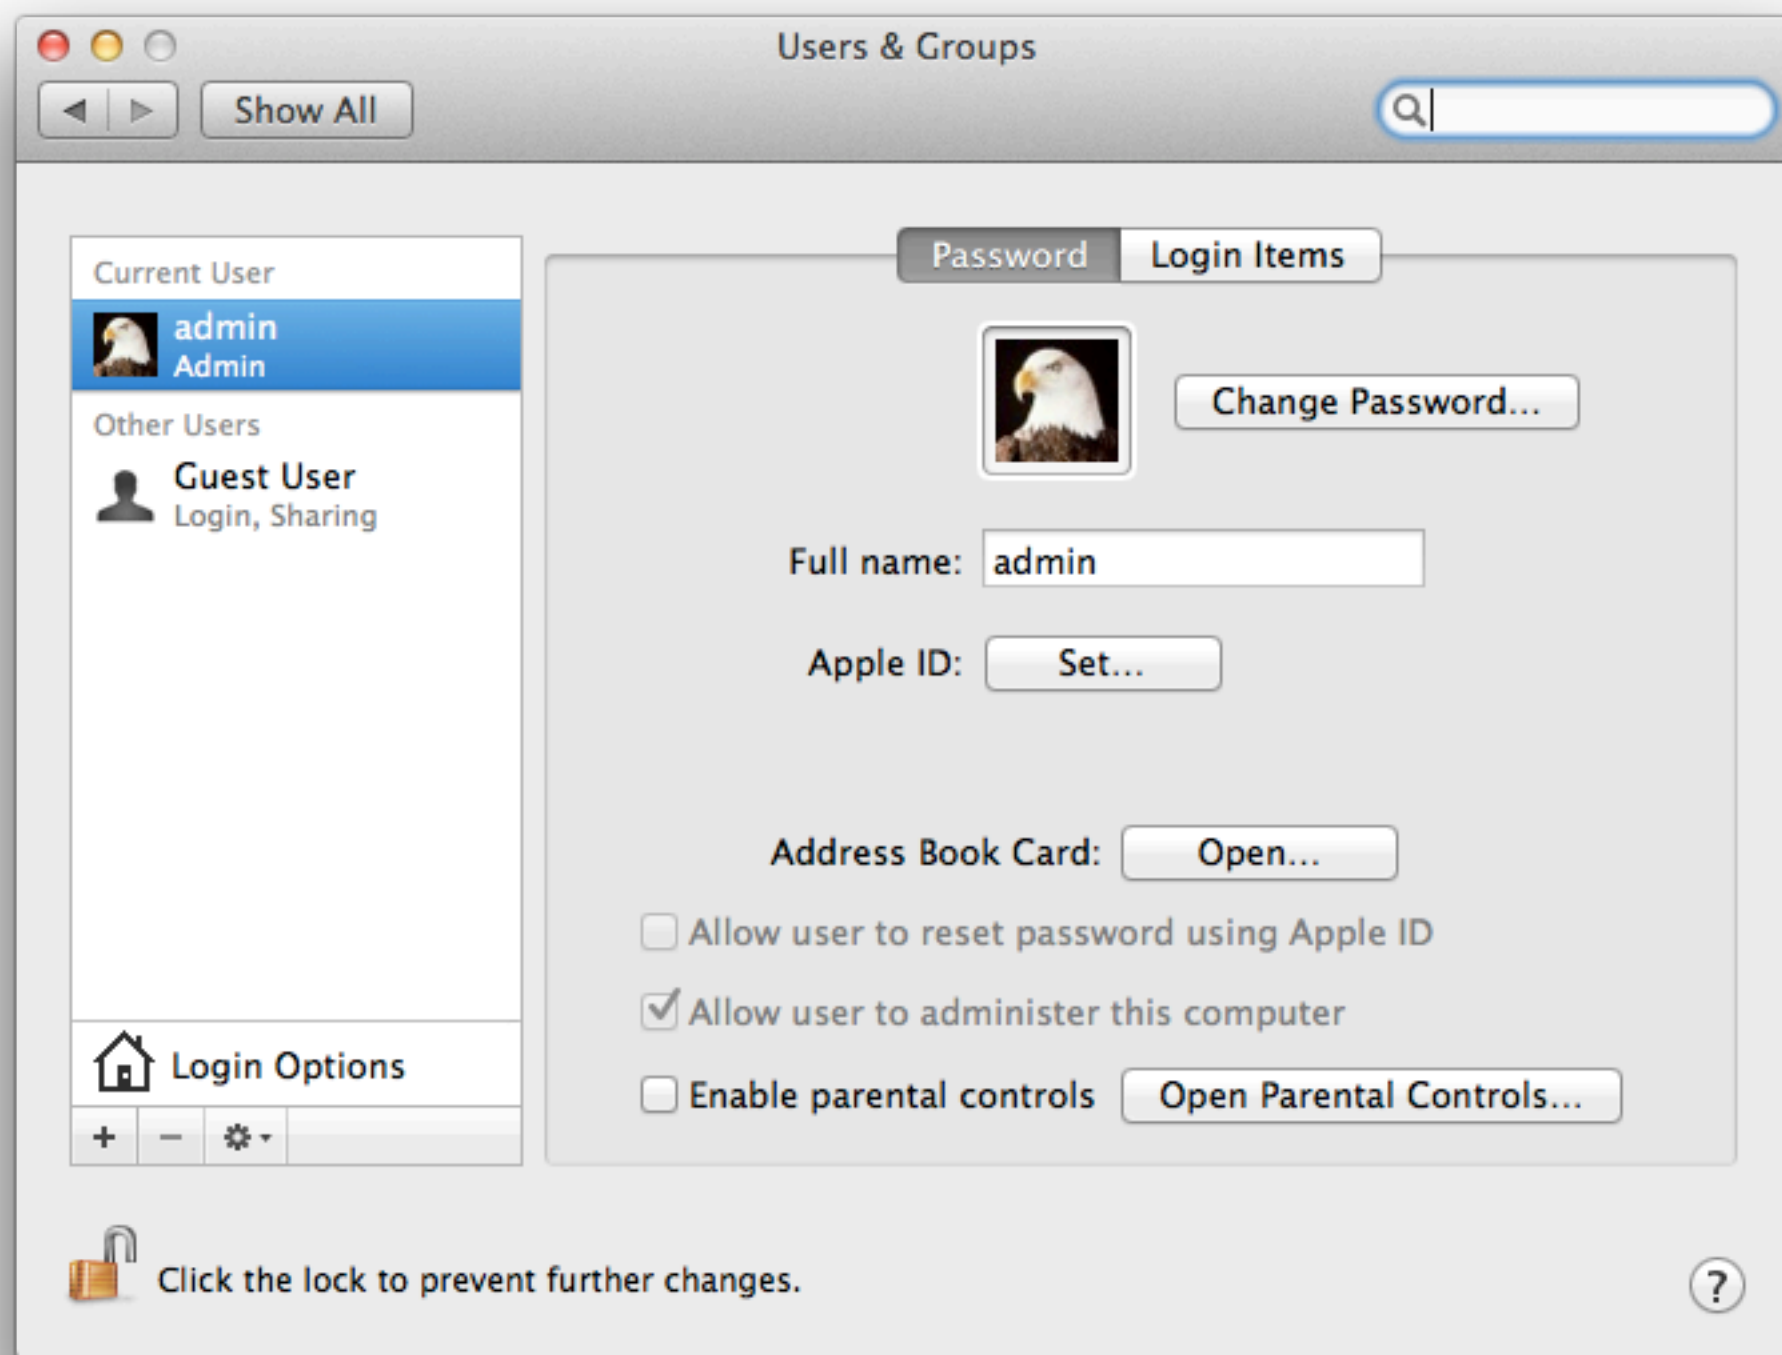 Users & Groups
Show All
Current User
admin
Admin
Other Users
Guest User
Login, Sharing
Login Options
Password
Login Items
Change Password...
Full name: admin
Apple ID: Set...
Address Book Card: Open...
Allow user to reset password using Apple ID
Allow user to administer this computer
Enable parental controls Open Parental Controls...
Click the lock to prevent further changes.
?